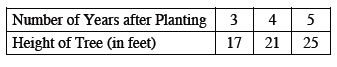 Number of Years after Planting 3 4 5
Height of Tree (in feet) 17 21 25